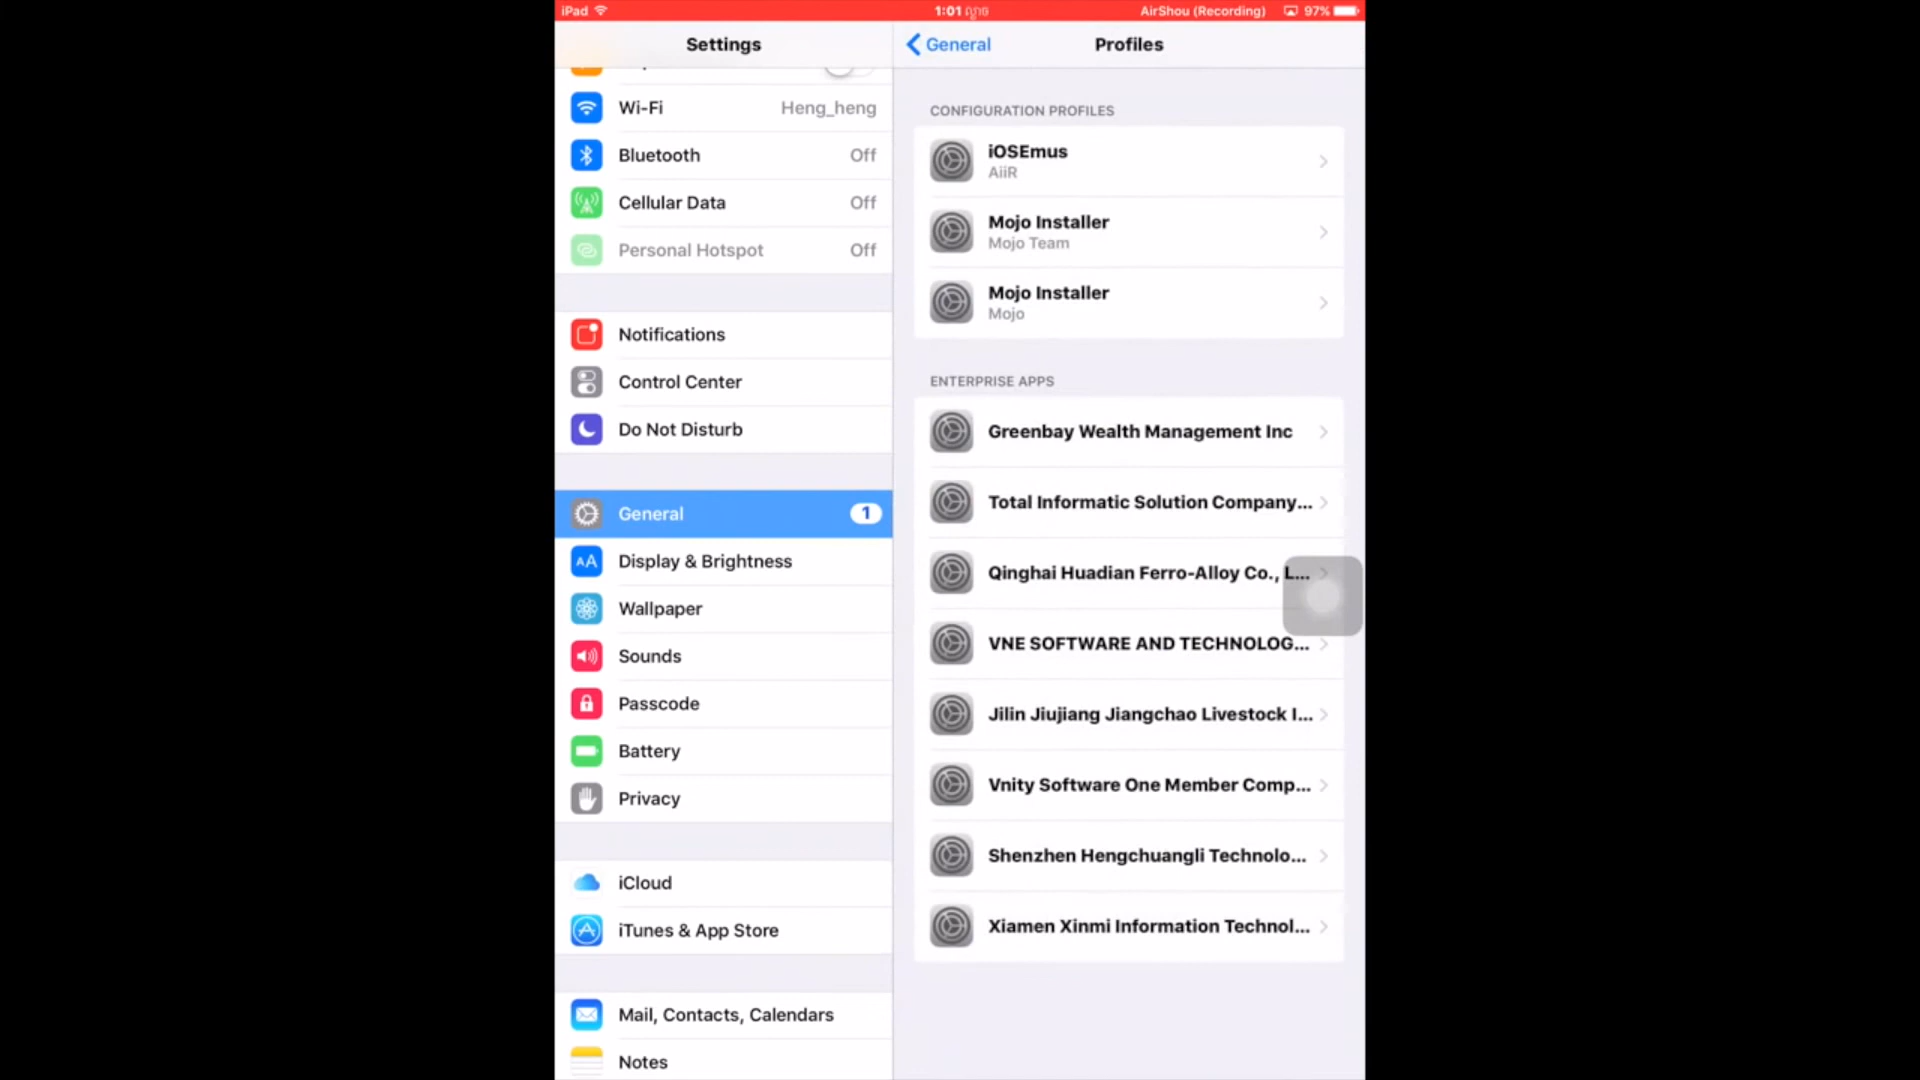 iPad
1:01 ល្ងាច
AirShou (Recording)
97%
Settings
Wi-Fi
Heng_heng
Bluetooth
Off
Cellular Data
Off
Personal Hotspot
Off
Notifications
Control Center
Do Not Disturb
General
1
Display & Brightness
Wallpaper
Sounds
Passcode
Battery
Privacy
iCloud
iTunes & App Store
Mail, Contacts, Calendars
Notes
General
Profiles
CONFIGURATION PROFILES
iOSEmus
AiiR
Mojo Installer
Mojo Team
Mojo Installer
Mojo
ENTERPRISE APPS
Greenbay Wealth Management Inc
Total Informatic Solution Company...
Qinghai Huadian Ferro-Alloy Co., L...
VNE SOFTWARE AND TECHNOLOG...
Jilin Jiujiang Jiangchao Livestock I...
Vnity Software One Member Comp...
Shenzhen Hengchuangli Technolo...
Xiamen Xinmi Information Technol...